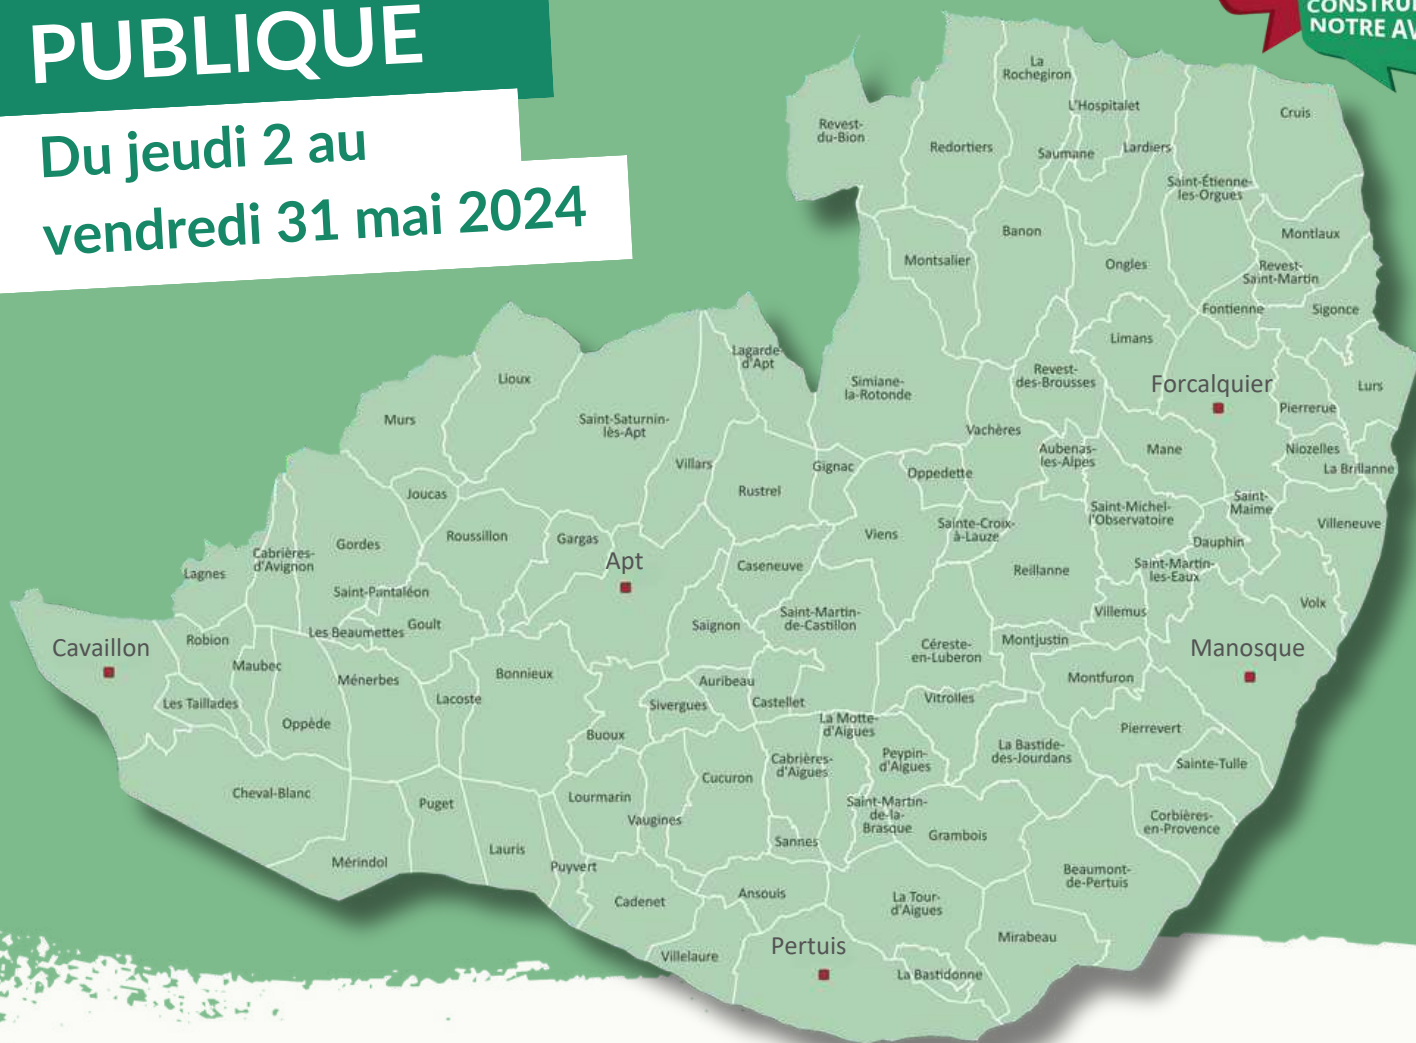 PUBLIQUE
Du jeudi 2 au
vendredi 31 mai 2024
NOTRE AV
La
Rochegiron
L'Hospitalet
Cruis
Revest-
du-Bion
Redortiers
Saumane
Lardiers
Saint-Étienne-
les-Orgues
Banon
Montlaux
Montsalier
Ongles
Revest-
Saint-Martin
Fontienne
Sigonce
Limans
Lagarde-
d'Apt
Lioux
Simiane-
la-Rotonde
Revest-
des-Brousses
Forcalquier
Lurs
Murs
Saint-Saturnin-
lès-Apt
Pierrerue
Vachères
Aubenas-
les-Alpes
Mane
Niozelles
La Brillanne
Villars
Gignac
Oppedette
Joucas
Rustrel
Saint-Michel-
l'Observatoire
Saint-
Maime
Villeneuve
Sainte-Croix-
à-Lauze
Roussillon
Gargas
Viens
Dauphin
Cabrières-
d'Avignon
Gordes
Apt
Caseneuve
Reillanne
Saint-Martin-
les-Eaux
Lagnes
Saint-Pantaléon
Volx
Saint-Martin-
de-Castillon
Villemus
Les Beaumettes
Goult
Saignon
Cavaillon
Robion
Céreste-
en-Luberon
Montjustin
Manosque
Maubec
Ménerbes
Bonnieux
Auribeau
Montfuron
Les Taillades
Lacoste
Sivergues
Castellet
Vitrolles
Oppède
Buoux
La Motte-
d'Aigues
Pierrevert
Cabrières-
d'Aigues
Peypin-
d'Aigues
La Bastide-
des-Jourdans
Sainte-Tulle
Cucuron
Cheval-Blanc
Puget
Lourmarin
Vaugines
Saint-Martin-
de-la-
Brasque
Grambois
Corbières-
en-Provence
Sannes
Mérindol
Lauris
Puyvert
Beaumont-
de-Pertuis
Cadenet
Ansouis
La Tour-
d'Aigues
Pertuis
Mirabeau
Villelaure
La Bastidonne